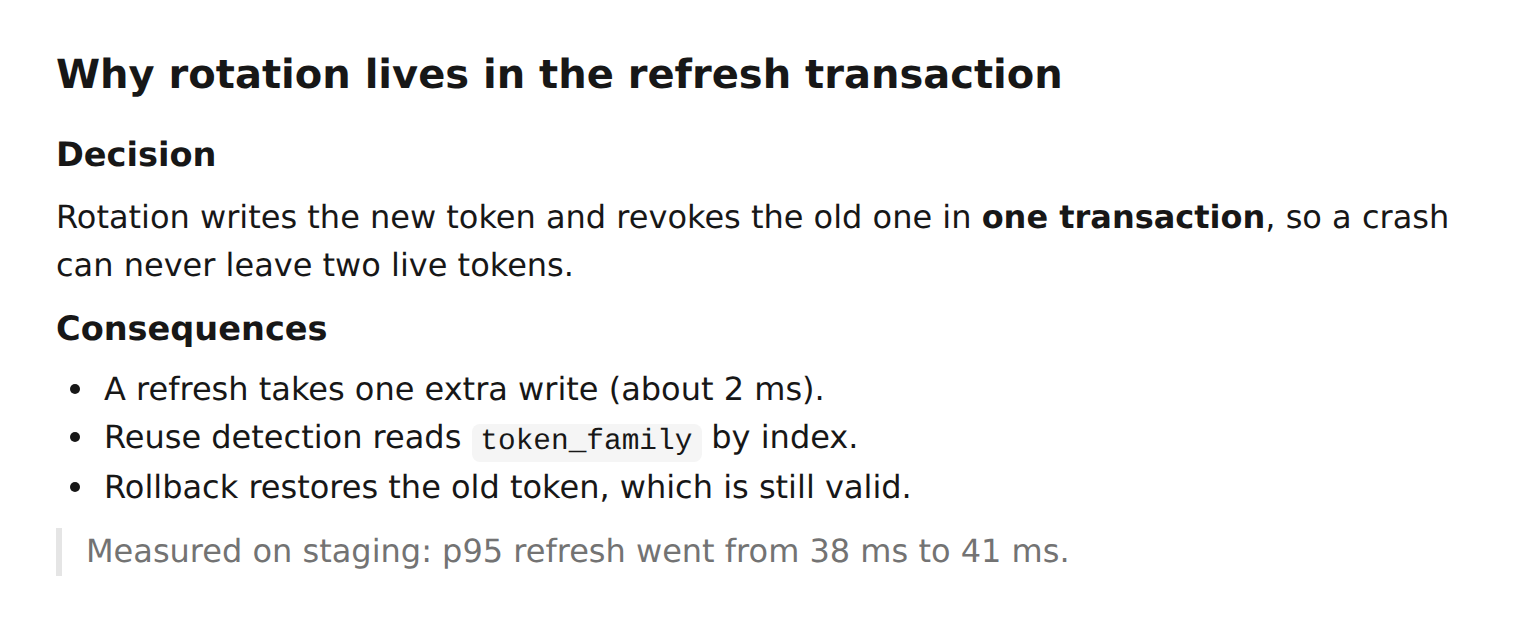 Why rotation lives in the refresh transaction
Decision
Rotation writes the new token and revokes the old one in one transaction, so a crash
can never leave two live tokens.
Consequences
• A refresh takes one extra write (about 2 ms).
• Reuse detection reads token_family by index.
• Rollback restores the old token, which is still valid.
Measured on staging: p95 refresh went from 38 ms to 41 ms.